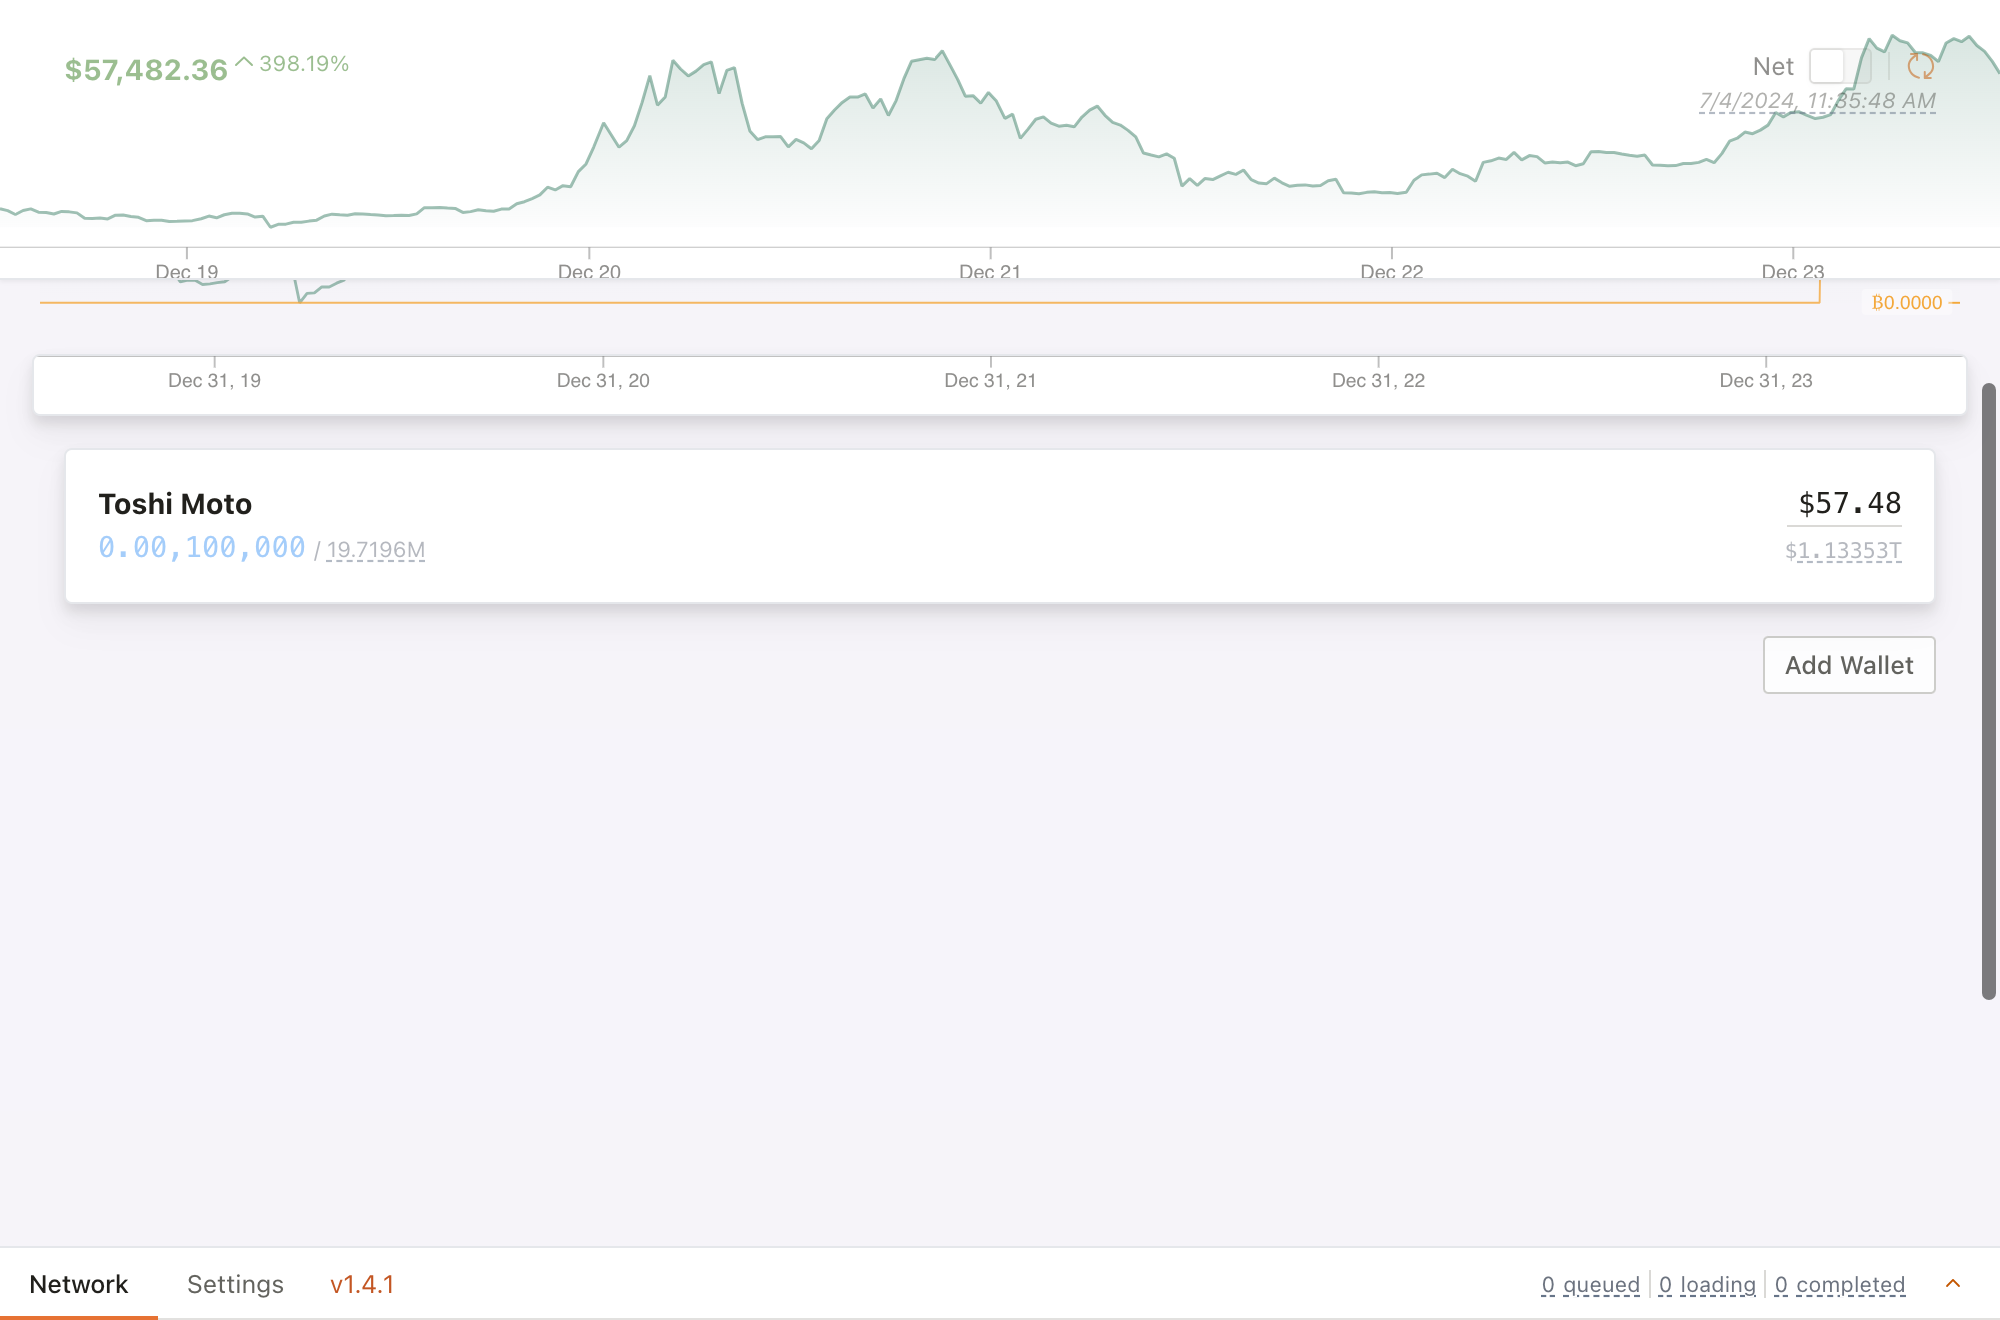 $57,482.36 398.19%
Net
7/4/2024, 11:35:48 AM
Dec 19 Dec 20 Dec 21 Dec 22 Dec 23
₿0.0000
Dec 31, 19 Dec 31, 20 Dec 31, 21 Dec 31, 22 Dec 31, 23
Toshi Moto $57.48
0.00,100,000 / 19.7196M $1.13353T
Add Wallet
Network Settings v1.4.1 0 queued 0 loading 0 completed